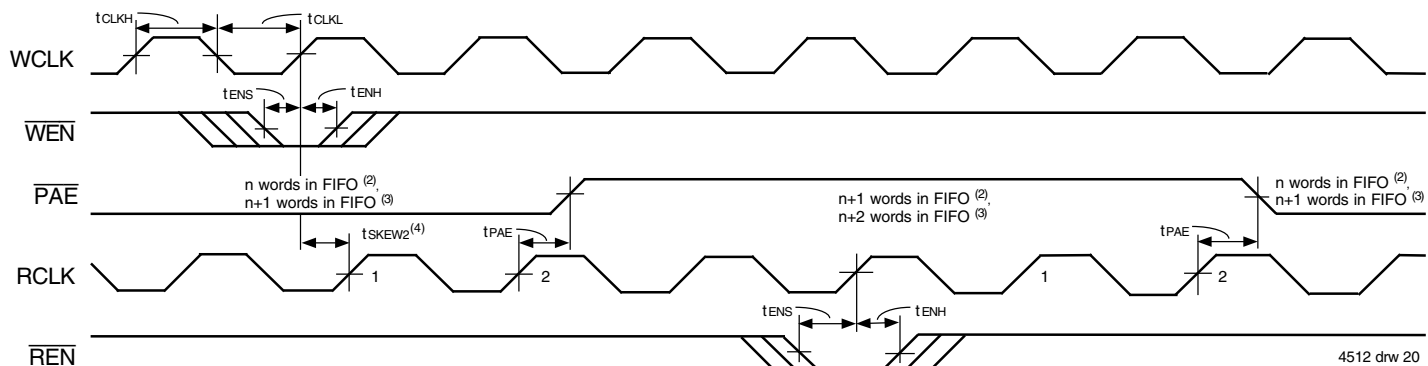 tCLKH tCLKL
WCLK
tENS tENH
WEN
n words in FIFO (2),
n+1 words in FIFO (3)
n+1 words in FIFO (2),
n+2 words in FIFO (3)
n words in FIFO (2),
n+1 words in FIFO (3)
PAE
tSKEW2(4) tPAE tPAE
RCLK 1 2 1 2
tENS tENH
REN
4512 drw 20